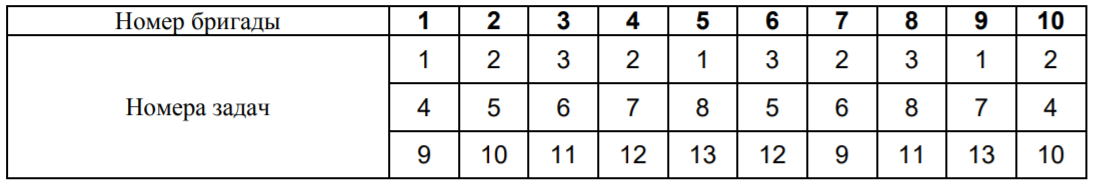 Номер бригады 1 2 3 4 5 6 7 8 9 10
1 2 3 2 1 3 2 3 1 2
Номера задач 4 5 6 7 8 5 6 8 7 4
9 10 11 12 13 12 9 11 13 10